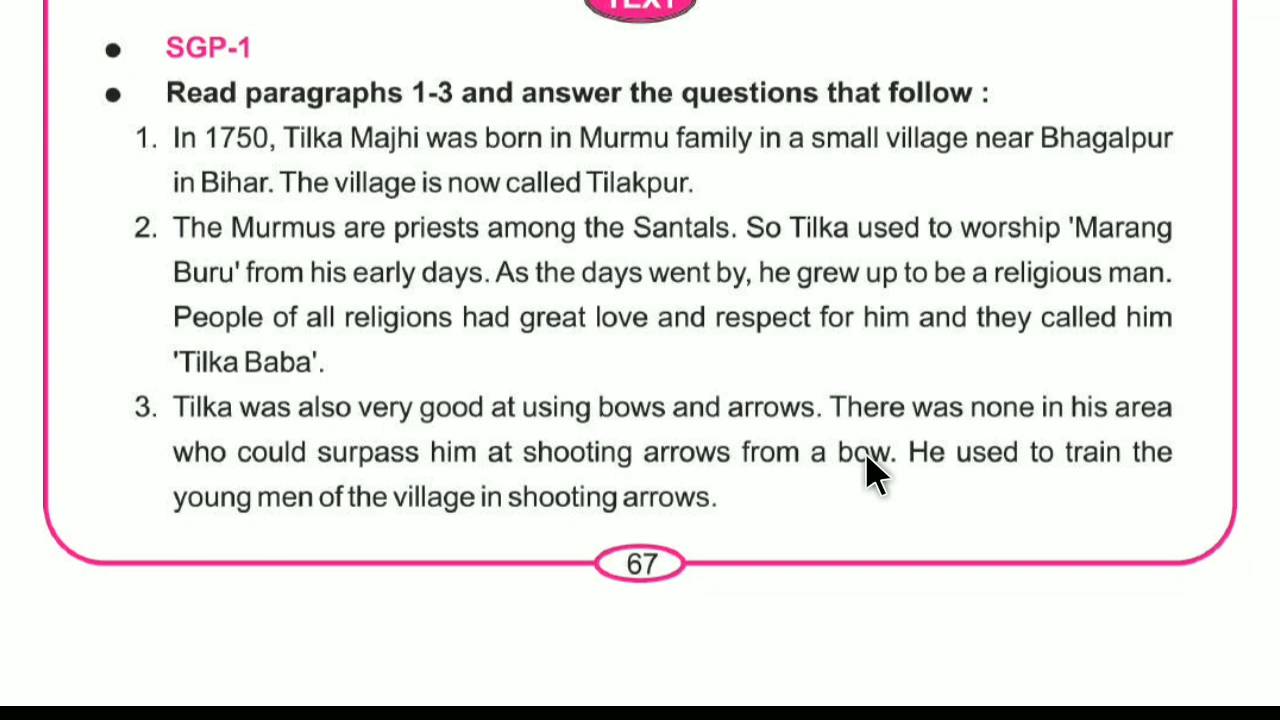 TEXT
● SGP-1
● Read paragraphs 1-3 and answer the questions that follow :
1. In 1750, Tilka Majhi was born in Murmu family in a small village near Bhagalpur
in Bihar. The village is now called Tilakpur.
2. The Murmus are priests among the Santals. So Tilka used to worship 'Marang
Buru' from his early days. As the days went by, he grew up to be a religious man.
People of all religions had great love and respect for him and they called him
'Tilka Baba'.
3. Tilka was also very good at using bows and arrows. There was none in his area
who could surpass him at shooting arrows from a bow. He used to train the
young men of the village in shooting arrows.
67